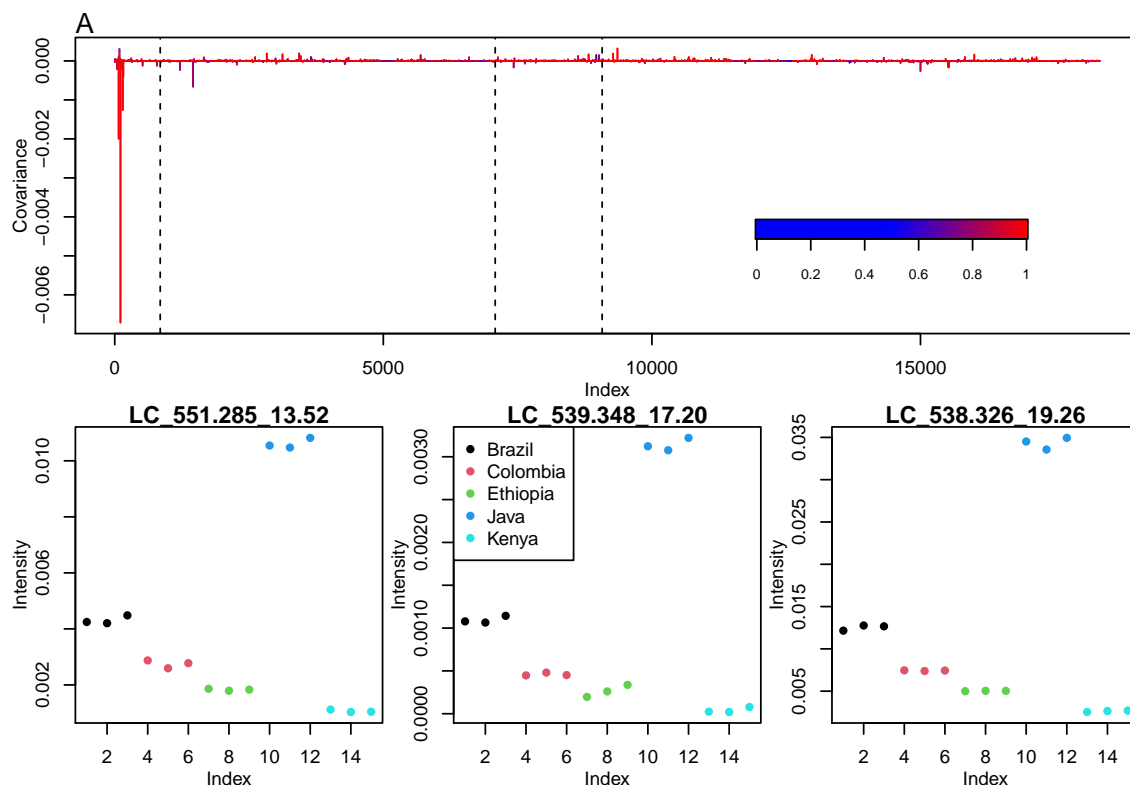 A
Covariance
0.000
−0.002
−0.004
−0.006
0 0.2 0.4 0.6 0.8 1
0 5000 10000 15000
Index
LC_551.285_13.52
Intensity
0.010
0.006
0.002
2 4 6 8 10 12 14
Index
LC_539.348_17.20
Intensity
0.0030
0.0020
0.0010
0.0000
Brazil
Colombia
Ethiopia
Java
Kenya
2 4 6 8 10 12 14
Index
LC_538.326_19.26
Intensity
0.035
0.025
0.015
0.005
2 4 6 8 10 12 14
Index